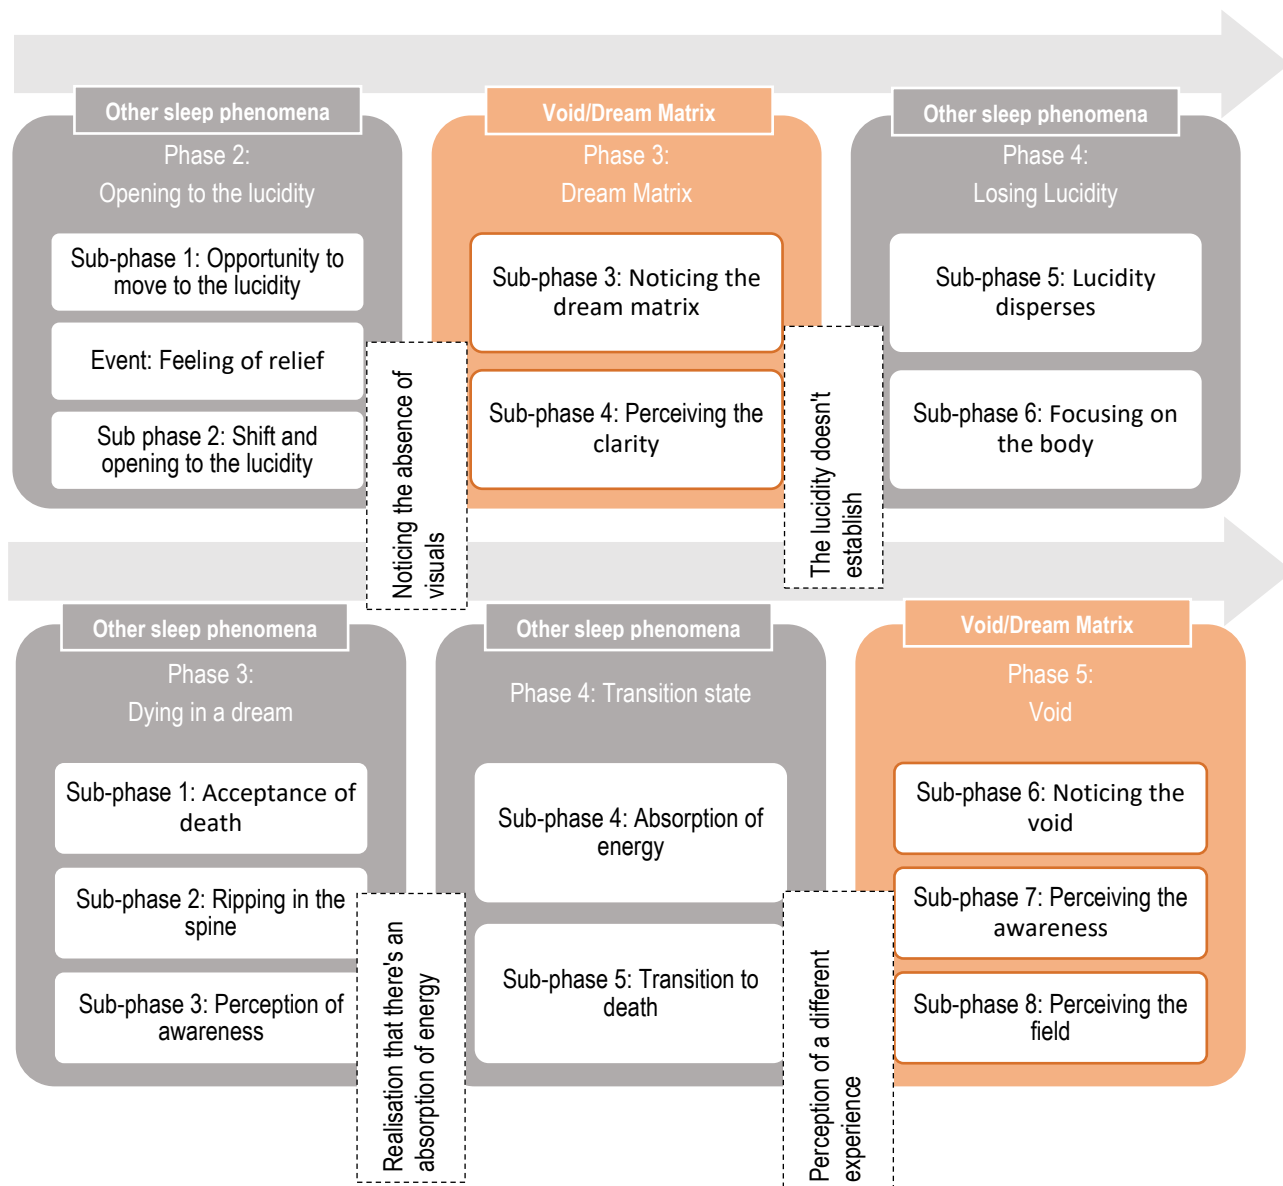 Other sleep phenomena
Phase 2:
Opening to the lucidity
Sub-phase 1: Opportunity to
move to the lucidity
Event: Feeling of relief
Sub phase 2: Shift and
opening to the lucidity
Noticing the absence of
visuals
Void/Dream Matrix
Phase 3:
Dream Matrix
Sub-phase 3: Noticing the
dream matrix
Sub-phase 4: Perceiving the
clarity
The lucidity doesn't
establish
Other sleep phenomena
Phase 4:
Losing Lucidity
Sub-phase 5: Lucidity
disperses
Sub-phase 6: Focusing on
the body
Other sleep phenomena
Phase 3:
Dying in a dream
Sub-phase 1: Acceptance of
death
Sub-phase 2: Ripping in the
spine
Sub-phase 3: Perception of
awareness
Realisation that there's an
absorption of energy
Other sleep phenomena
Phase 4: Transition state
Sub-phase 4: Absorption of
energy
Sub-phase 5: Transition to
death
Perception of a different
experience
Void/Dream Matrix
Phase 5:
Void
Sub-phase 6: Noticing the
void
Sub-phase 7: Perceiving the
awareness
Sub-phase 8: Perceiving the
field